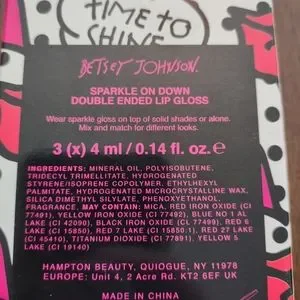 TIME TO
SHINE
BETSEY JOHNSON.
SPARKLE ON DOWN
DOUBLE ENDED LIP GLOSS
Wear sparkle gloss on top of solid shades or alone.
Mix and match for different looks.
3 (x) 4 ml / 0.14 fl. oz. e
INGREDIENTS: MINERAL OIL, POLYISOBUTENE,
TRIDECYL TRIMELLITATE, HYDROGENATED
STYRENE/ISOPRENE COPOLYMER, ETHYLHEXYL
PALMITATE, HYDROGENATED MICROCRYSTALLINE WAX,
SILICA DIMETHYL SILYLATE, PHENOXYETHANOL,
FRAGRANCE, MAY CONTAIN: MICA, RED IRON OXIDE (CI
77491), YELLOW IRON OXIDE (CI 77492), BLUE NO 1 AL
LAKE (CI 42090), BLACK IRON OXIDE (CI 77499), RED 6
LAKE (CI 15850), RED 7 LAKE (CI 15850.1), RED 27 LAKE
(CI 45410), TITANIUM DIOXIDE (CI 77891), YELLOW 5
LAKE (CI 19140)
HAMPTON BEAUTY, QUIOGUE, NY 11978
EUROPE: Unit 4, 2 Acre Rd. KT2 6EF UK
MADE IN CHINA